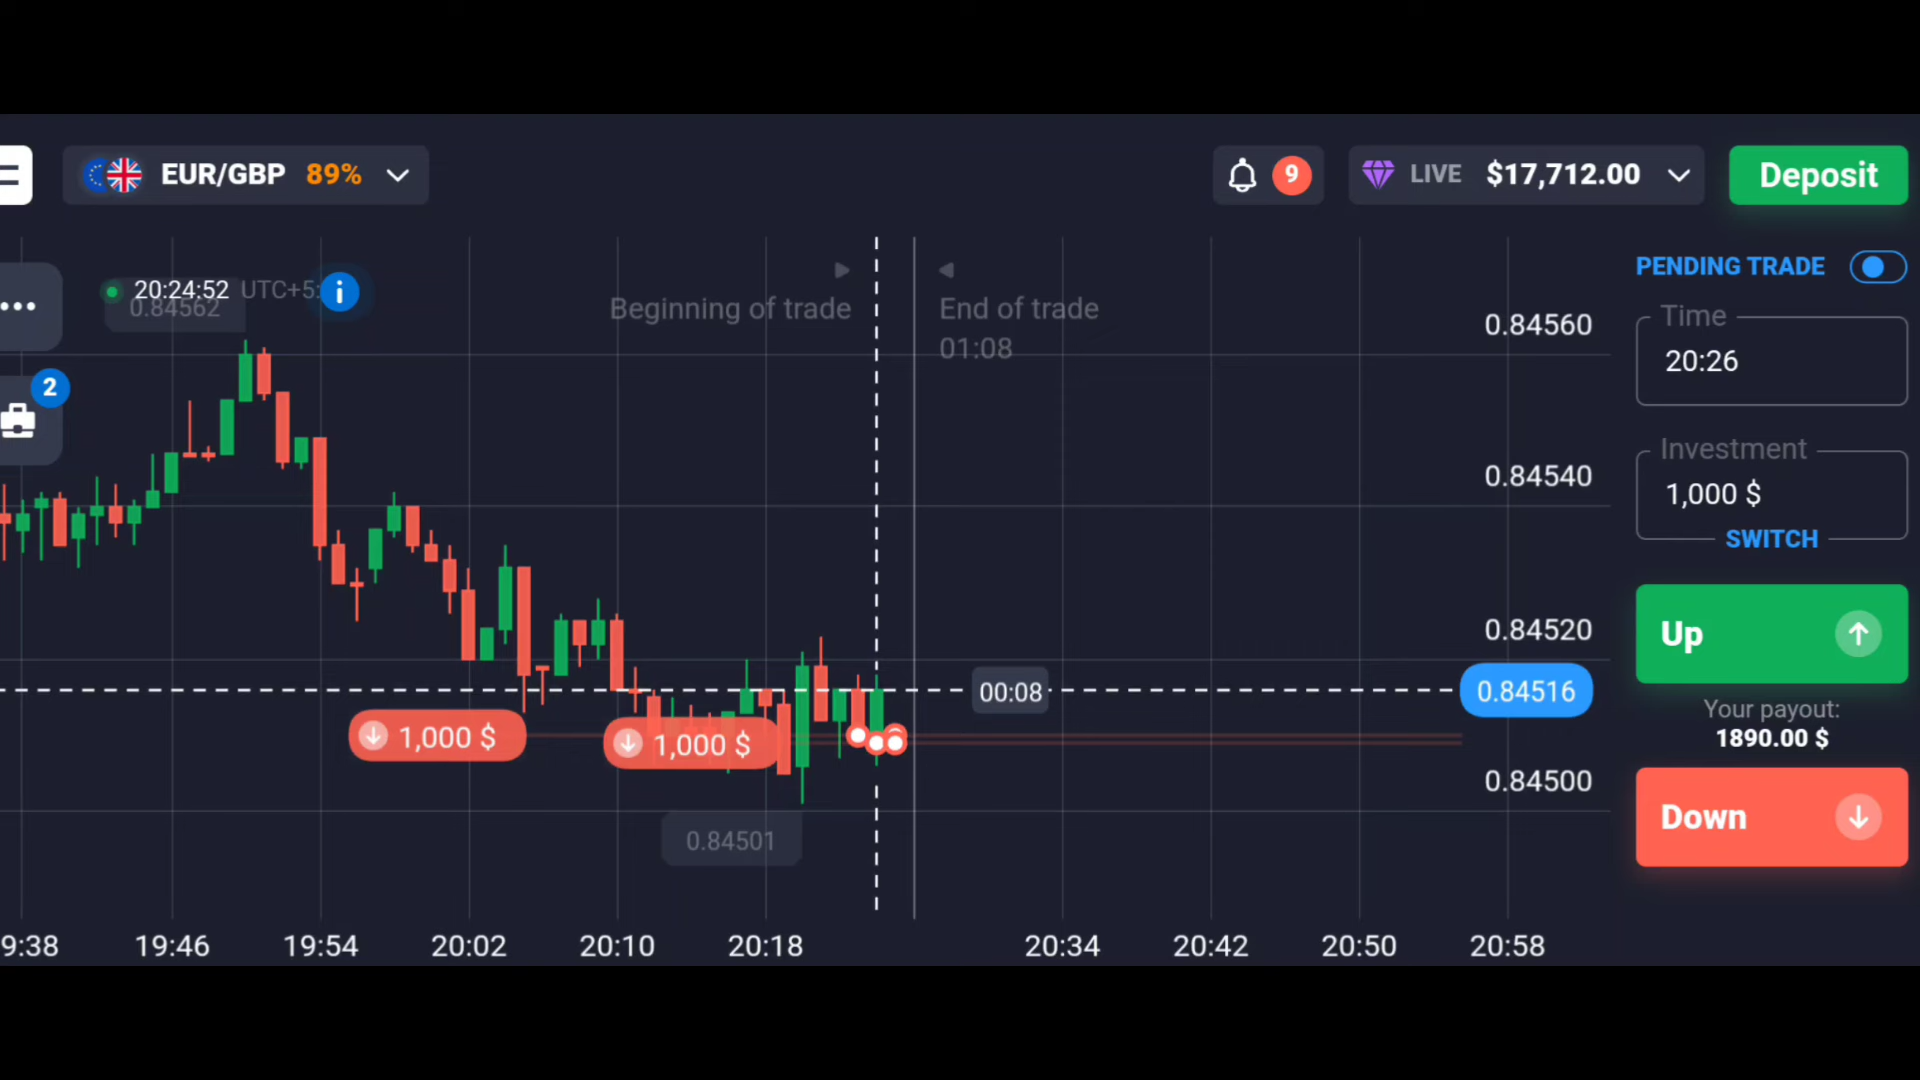 EUR/GBP 89%
9
LIVE $17,712.00
Deposit
20:24:52 UTC+5:
0.84562
i
2
Beginning of trade
End of trade
01:08
0.84560
0.84540
0.84520
0.84516
0.84500
00:08
1,000 $
1,000 $
0.84501
9:38
19:46
19:54
20:02
20:10
20:18
20:34
20:42
20:50
20:58
PENDING TRADE
Time
20:26
Investment
1,000 $
SWITCH
Up
Your payout:
1890.00 $
Down